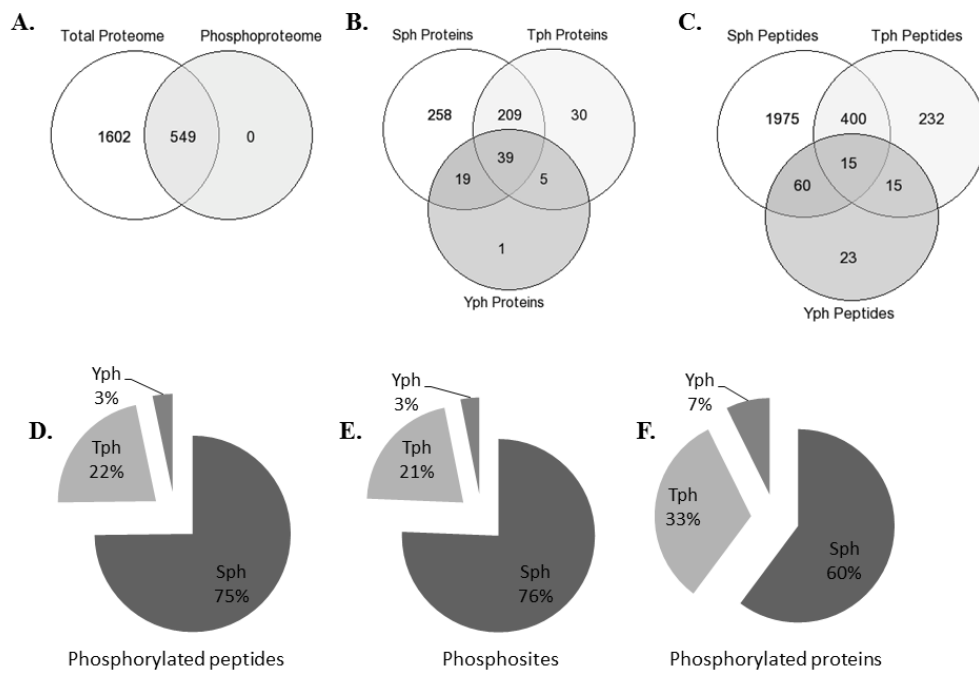 A.
Total Proteome
Phosphoproteome
1602
549
0
B.
Sph Proteins
Tph Proteins
258
209
30
39
19
5
1
Yph Proteins
C.
Sph Peptides
Tph Peptides
1975
400
232
15
60
15
23
Yph Peptides
D.
Yph
3%
Tph
22%
Sph
75%
Phosphorylated peptides
E.
Yph
3%
Tph
21%
Sph
76%
Phosphosites
F.
Yph
7%
Tph
33%
Sph
60%
Phosphorylated proteins